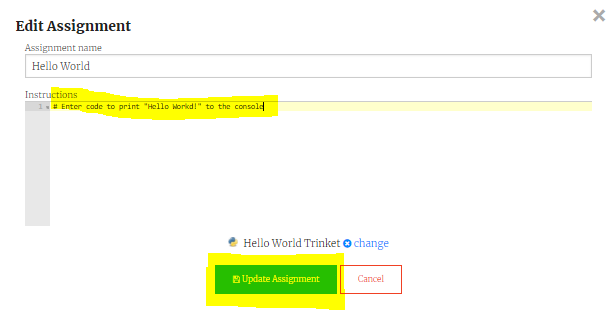 Edit Assignment
Assignment name
Hello World
Instructions
1 # Enter code to print "Hello Workd!" to the console
Hello World Trinket change
Update Assignment Cancel